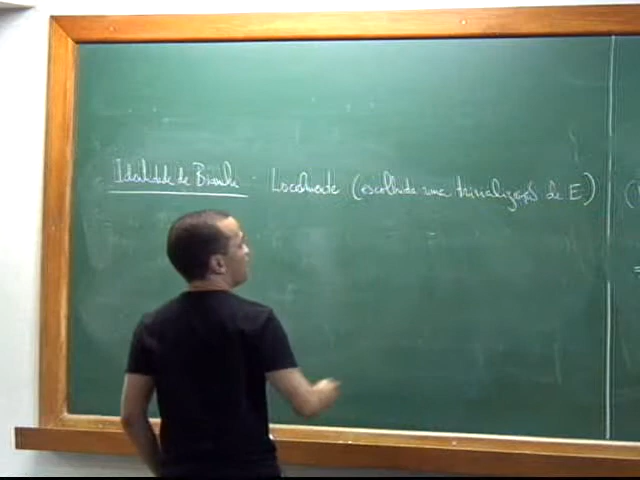 Identidade de Bianchi : Localmente (escolhida uma trivialização de E)